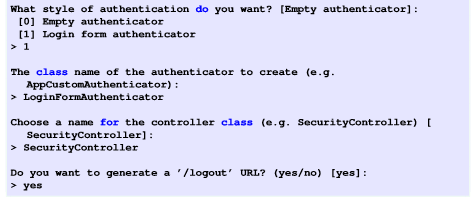 What style of authentication do you want? [Empty authenticator]:
[0] Empty authenticator
[1] Login form authenticator
> 1
The class name of the authenticator to create (e.g.
AppCustomAuthenticator):
> LoginFormAuthenticator
Choose a name for the controller class (e.g. SecurityController) [
SecurityController]:
> SecurityController
Do you want to generate a '/logout' URL? (yes/no) [yes]:
> yes